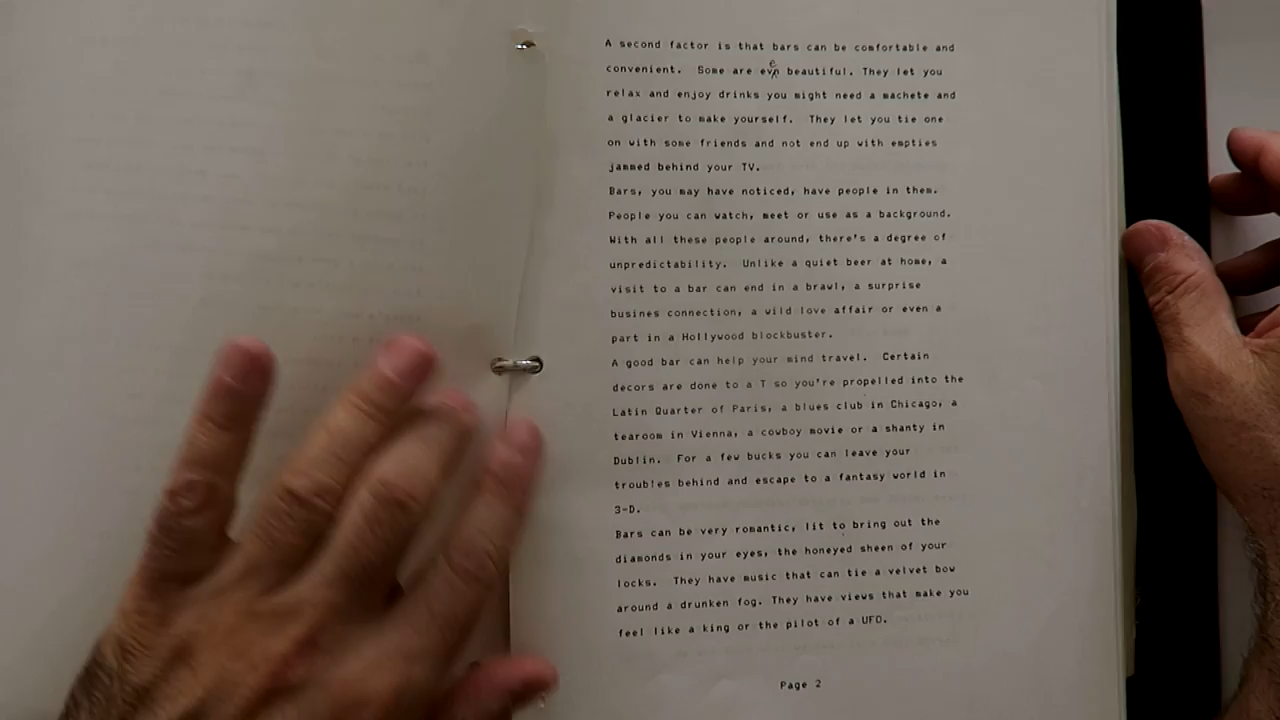 A second factor is that bars can be comfortable and
convenient.  Some are even beautiful. They let you
relax and enjoy drinks you might need a machete and
a glacier to make yourself.  They let you tie one
on with some friends and not end up with empties
jammed behind your TV.
Bars, you may have noticed, have people in them.
People you can watch, meet or use as a background.
With all these people around, there's a degree of
unpredictability.  Unlike a quiet beer at home, a
visit to a bar can end in a brawl, a surprise
busines connection, a wild love affair or even a
part in a Hollywood blockbuster.
A good bar can help your mind travel.  Certain
decors are done to a T so you're propelled into the
Latin Quarter of Paris, a blues club in Chicago, a
tearoom in Vienna, a cowboy movie or a shanty in
Dublin.  For a few bucks you can leave your
troubles behind and escape to a fantasy world in
3-D.
Bars can be very romantic, lit to bring out the
diamonds in your eyes, the honeyed sheen of your
locks.  They have music that can tie a velvet bow
around a drunken fog. They have views that make you
feel like a king or the pilot of a UFO.
Page 2